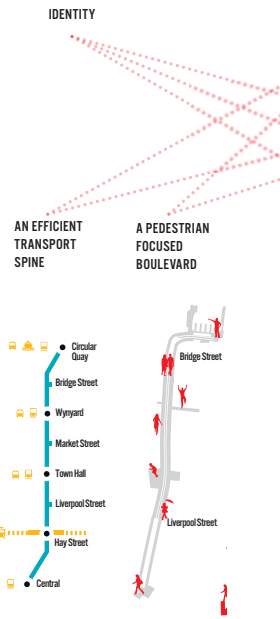 IDENTITY
AN EFFICIENT
TRANSPORT
SPINE
A PEDESTRIAN
FOCUSED
BOULEVARD
Circular
Quay
Bridge Street
Wynyard
Market Street
Town Hall
Liverpool Street
Hay Street
Central
Bridge Street
Liverpool Street